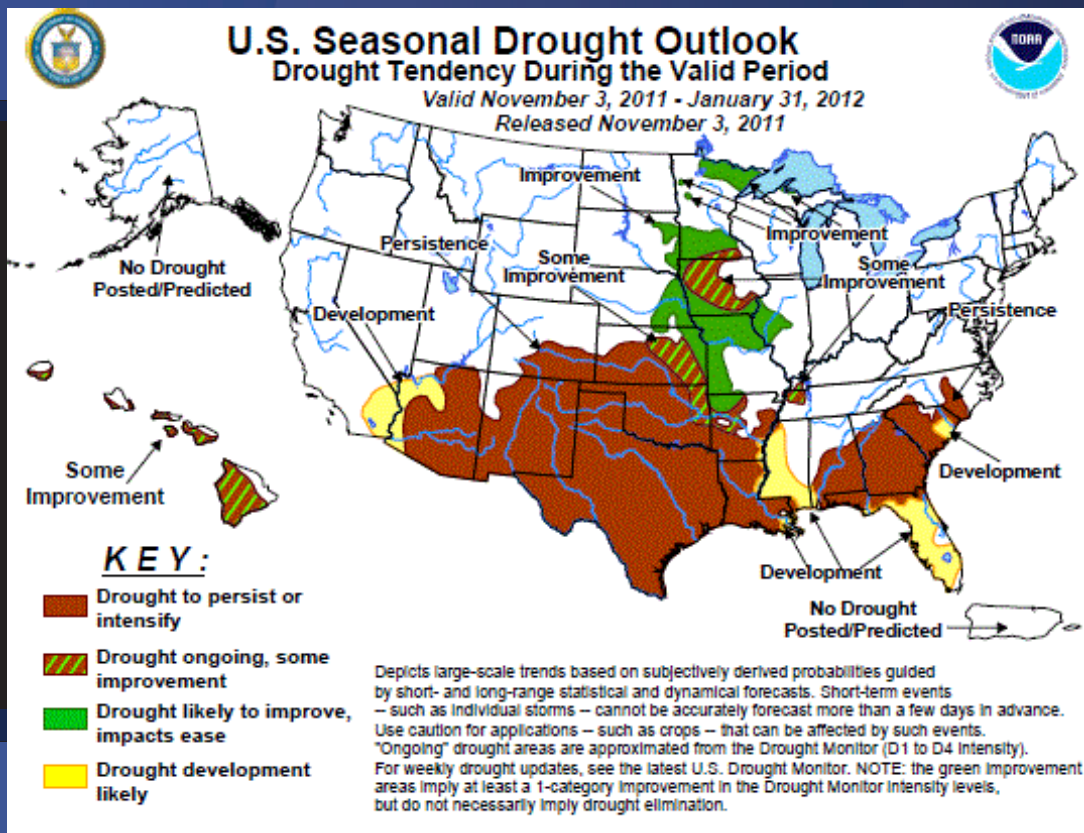 U.S. Seasonal Drought Outlook
Drought Tendency During the Valid Period
Valid November 3, 2011 - January 31, 2012
Released November 3, 2011
NOAA
Improvement
Persistence
Some
Improvement
Improvement
Some
Improvement
Persistence
No Drought
Posted/Predicted
Development
Some
Improvement
Development
Development
No Drought
Posted/Predicted
KEY:
Drought to persist or
intensify
Drought ongoing, some
improvement
Drought likely to improve,
impacts ease
Drought development
likely
Depicts large-scale trends based on subjectively derived probabilities guided
by short- and long-range statistical and dynamical forecasts. Short-term events
-- such as individual storms -- cannot be accurately forecast more than a few days in advance.
Use caution for applications -- such as crops -- that can be affected by such events.
"Ongoing" drought areas are approximated from the Drought Monitor (D1 to D4 intensity).
For weekly drought updates, see the latest U.S. Drought Monitor. NOTE: the green improvement
areas imply at least a 1-category improvement in the Drought Monitor intensity levels,
but do not necessarily imply drought elimination.